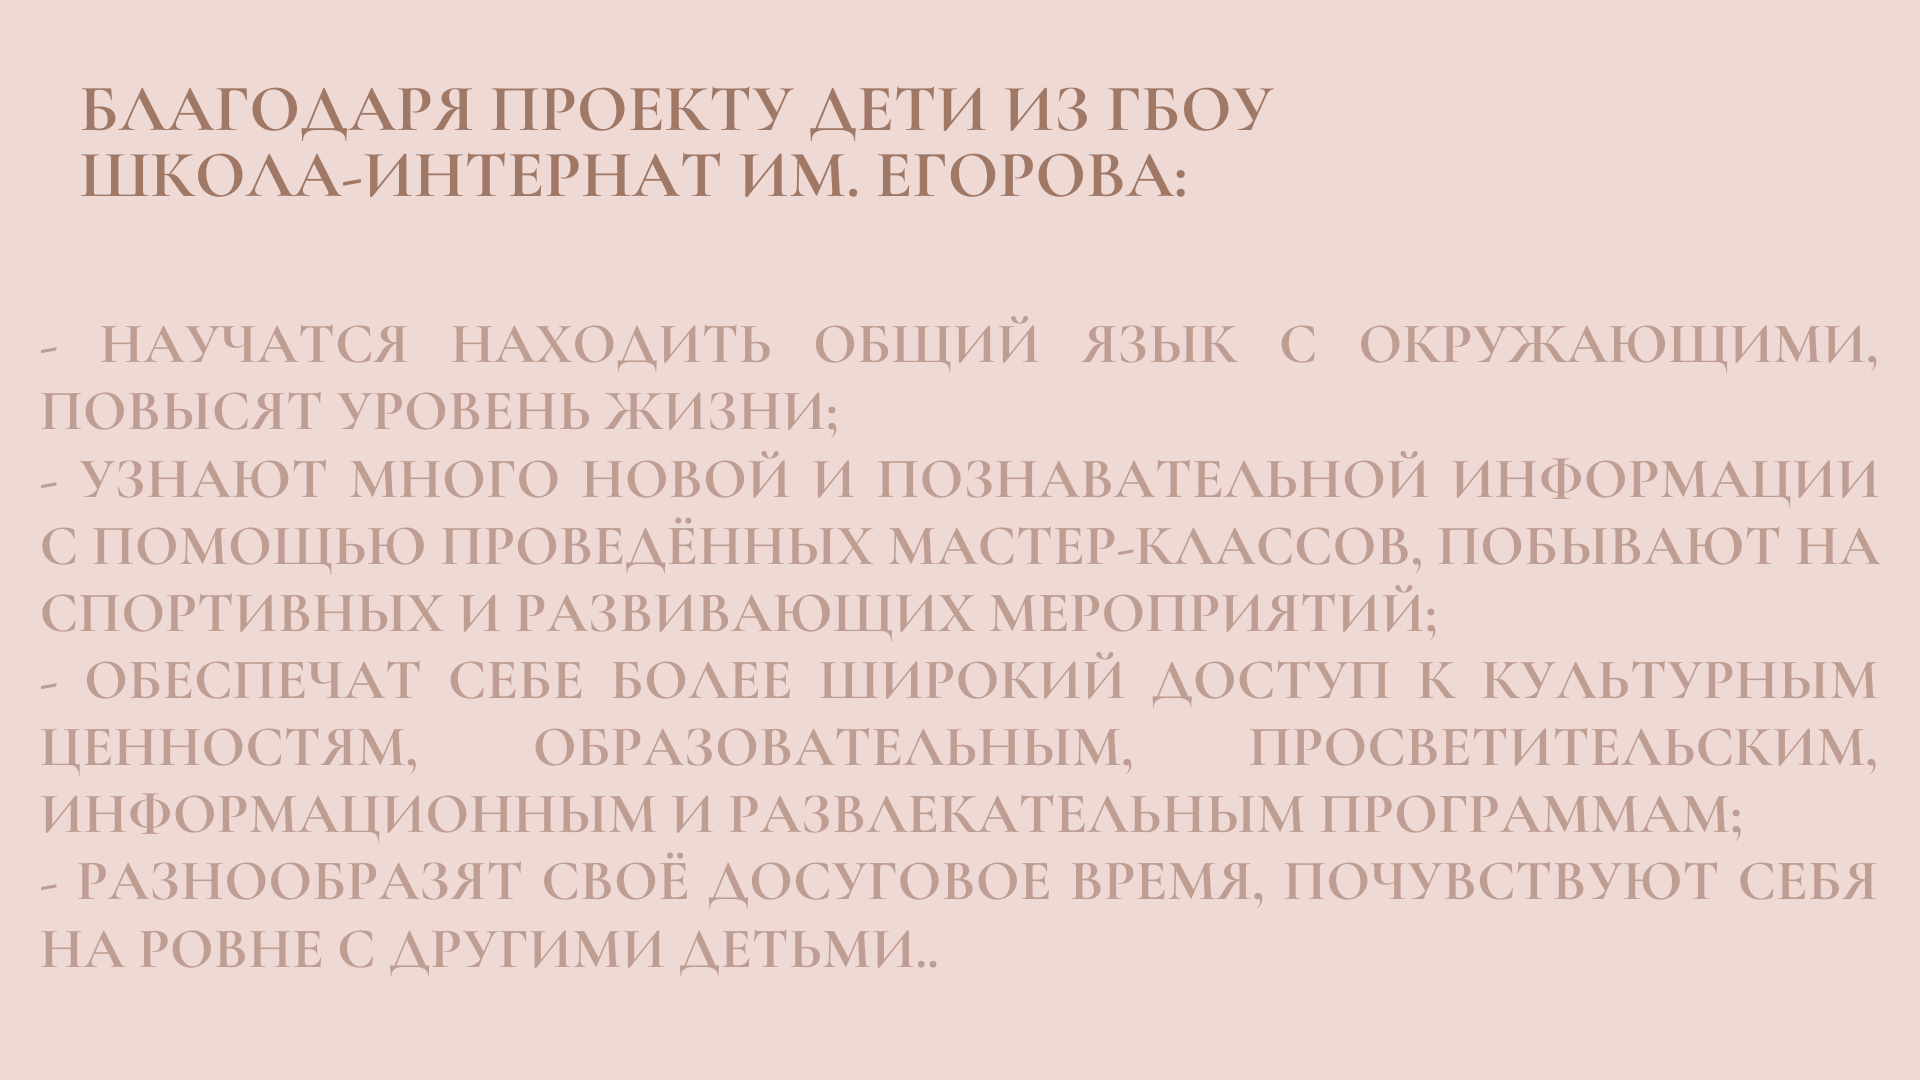 БЛАГОДАРЯ ПРОЕКТУ ДЕТИ ИЗ ГБОУ
ШКОЛА-ИНТЕРНАТ ИМ. ЕГОРОВА:
- НАУЧАТСЯ НАХОДИТЬ ОБЩИЙ ЯЗЫК С ОКРУЖАЮЩИМИ,
ПОВЫСЯТ УРОВЕНЬ ЖИЗНИ;
- УЗНАЮТ МНОГО НОВОЙ И ПОЗНАВАТЕЛЬНОЙ ИНФОРМАЦИИ
С ПОМОЩЬЮ ПРОВЕДЁННЫХ МАСТЕР-КЛАССОВ, ПОБЫВАЮТ НА
СПОРТИВНЫХ И РАЗВИВАЮЩИХ МЕРОПРИЯТИЙ;
- ОБЕСПЕЧАТ СЕБЕ БОЛЕЕ ШИРОКИЙ ДОСТУП К КУЛЬТУРНЫМ
ЦЕННОСТЯМ, ОБРАЗОВАТЕЛЬНЫМ, ПРОСВЕТИТЕЛЬСКИМ,
ИНФОРМАЦИОННЫМ И РАЗВЛЕКАТЕЛЬНЫМ ПРОГРАММАМ;
- РАЗНООБРАЗЯТ СВОЁ ДОСУГОВОЕ ВРЕМЯ, ПОЧУВСТВУЮТ СЕБЯ
НА РОВНЕ С ДРУГИМИ ДЕТЬМИ..